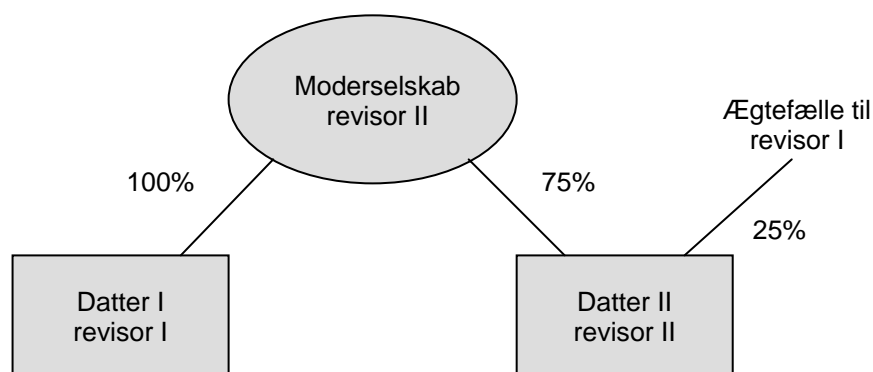 Moderselskab
revisor II
Ægtefælle til
revisor I
100%
75%
25%
Datter I
revisor I
Datter II
revisor II